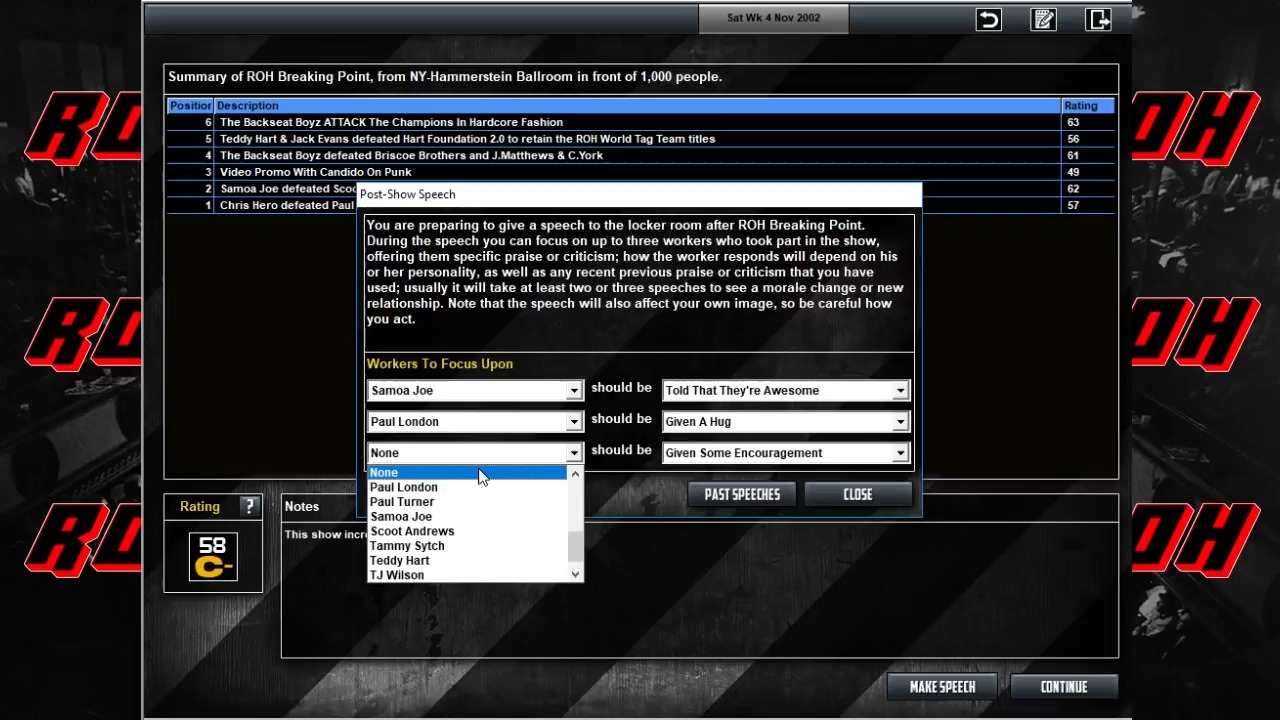 Sat Wk 4 Nov 2002
Summary of ROH Breaking Point, from NY-Hammerstein Ballroom in front of 1,000 people.
Position Description Rating
6 The Backseat Boyz ATTACK The Champions In Hardcore Fashion 63
5 Teddy Hart & Jack Evans defeated Hart Foundation 2.0 to retain the ROH World Tag Team titles 56
4 The Backseat Boyz defeated Briscoe Brothers and J.Matthews & C.York 61
3 Video Promo With Candido On Punk 49
2 Samoa Joe defeated Scoo 62
1 Chris Hero defeated Paul 57
Post-Show Speech
You are preparing to give a speech to the locker room after ROH Breaking Point.
During the speech you can focus on up to three workers who took part in the show,
offering them specific praise or criticism; how the worker responds will depend on his
or her personality, as well as any recent previous praise or criticism that you have
used; usually it will take at least two or three speeches to see a morale change or new
relationship. Note that the speech will also affect your own image, so be careful how
you act.
Workers To Focus Upon
Samoa Joe should be Told That They're Awesome
Paul London should be Given A Hug
None should be Given Some Encouragement
None
Paul London
Paul Turner
Samoa Joe
Scoot Andrews
Tammy Sytch
Teddy Hart
TJ Wilson
PAST SPEECHES CLOSE
Rating ? Notes
58
C-
This show incr
MAKE SPEECH CONTINUE
RO
ROH
RO
ROH
RO
ROH